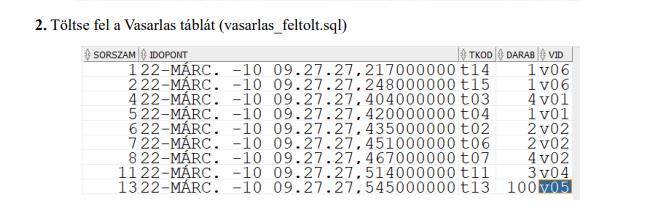 2. Töltse fel a Vasarlas táblát (vasarlas_feltolt.sql)
SORSZAM IDOPONT TKOD DARAB VID
1 22-MÁRC. -10 09.27.27,217000000 t14 1 v06
2 22-MÁRC. -10 09.27.27,248000000 t15 1 v06
4 22-MÁRC. -10 09.27.27,404000000 t03 4 v01
5 22-MÁRC. -10 09.27.27,420000000 t04 1 v01
6 22-MÁRC. -10 09.27.27,435000000 t02 2 v02
7 22-MÁRC. -10 09.27.27,451000000 t06 2 v02
8 22-MÁRC. -10 09.27.27,467000000 t07 4 v02
11 22-MÁRC. -10 09.27.27,514000000 t11 3 v04
13 22-MÁRC. -10 09.27.27,545000000 t13 100 v05